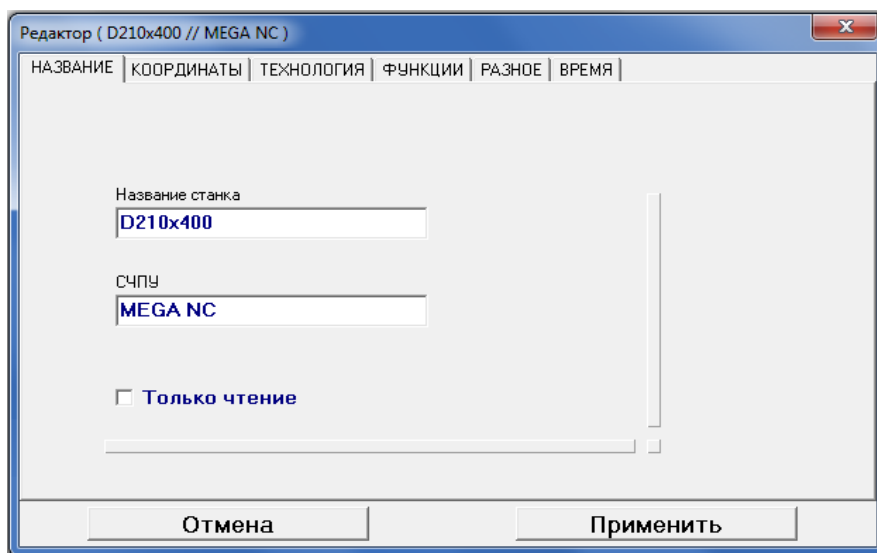 Редактор ( D210x400 // MEGA NC )
НАЗВАНИЕ КООРДИНАТЫ ТЕХНОЛОГИЯ ФУНКЦИИ РАЗНОЕ ВРЕМЯ
Название станка
D210x400
СЧПУ
MEGA NC
Только чтение
Отмена Применить